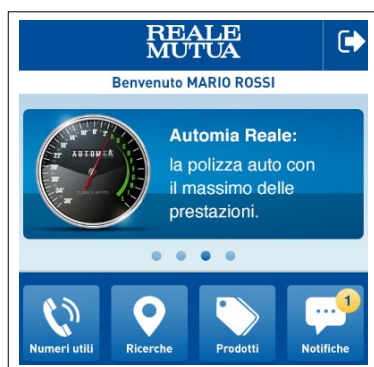 REALE
MUTUA
Benvenuto MARIO ROSSI
Automia Reale:
la polizza auto con
il massimo delle
prestazioni.
AUTOMIA
1
Numeri utili
Ricerche
Prodotti
Notifiche